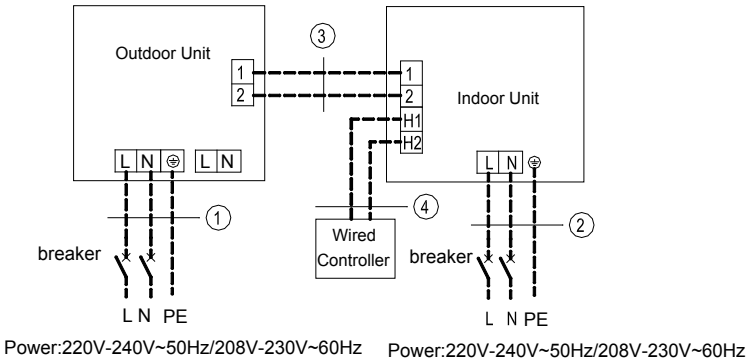 3
Outdoor Unit
1
2
1
2
H1
H2
Indoor Unit
L N ⏚ L N
L N ⏚
4
1
2
Wired
Controller
breaker
breaker
L N PE
L N PE
Power:220V-240V~50Hz/208V-230V~60Hz
Power:220V-240V~50Hz/208V-230V~60Hz